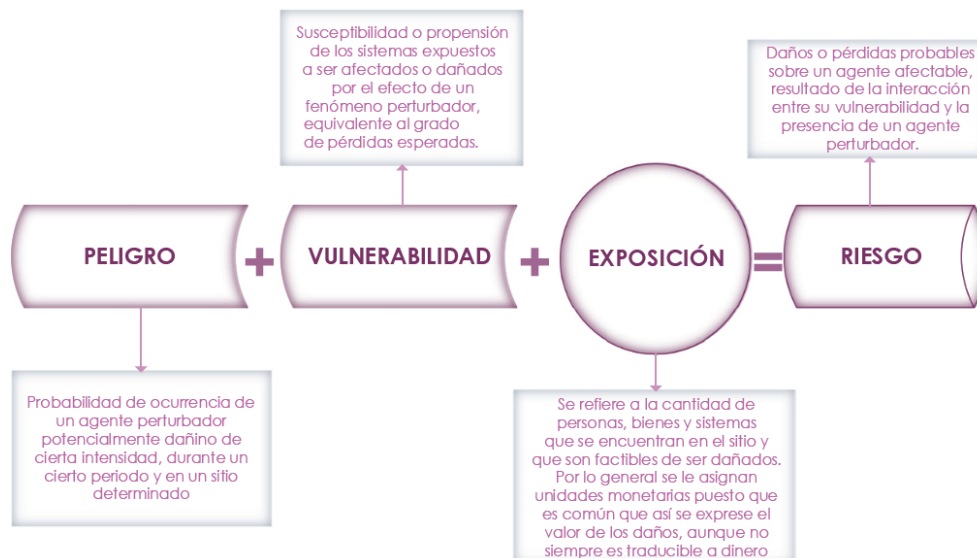 Susceptibilidad o propensión
de los sistemas expuestos
a ser afectados o dañados
por el efecto de un
fenómeno perturbador,
equivalente al grado
de pérdidas esperadas.
Daños o pérdidas probables
sobre un agente afectable,
resultado de la interacción
entre su vulnerabilidad y la
presencia de un agente
perturbador.
PELIGRO + VULNERABILIDAD + EXPOSICIÓN = RIESGO
Probabilidad de ocurrencia de
un agente perturbador
potencialmente dañino de
cierta intensidad, durante un
cierto periodo y en un sitio
determinado
Se refiere a la cantidad de
personas, bienes y sistemas
que se encuentran en el sitio y
que son factibles de ser dañados.
Por lo general se le asignan
unidades monetarias puesto que
es común que así se exprese el
valor de los daños, aunque no
siempre es traducible a dinero